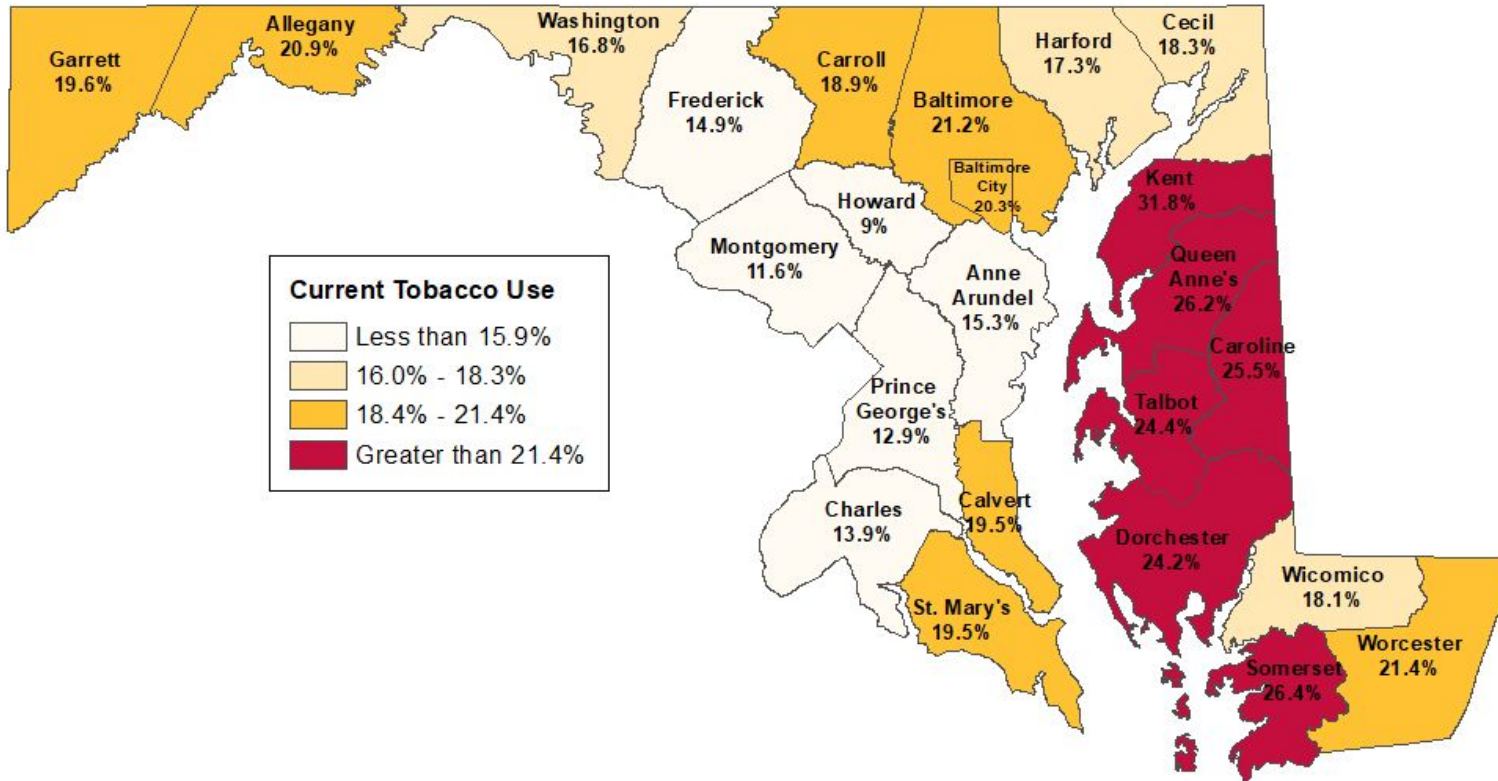 Garrett
19.6%
Allegany
20.9%
Washington
16.8%
Frederick
14.9%
Carroll
18.9%
Baltimore
21.2%
Baltimore
City
20.3%
Harford
17.3%
Cecil
18.3%
Howard
9%
Montgomery
11.6%
Anne
Arundel
15.3%
Kent
31.8%
Queen
Anne's
26.2%
Caroline
25.5%
Talbot
24.4%
Prince
George's
12.9%
Charles
13.9%
Calvert
19.5%
St. Mary's
19.5%
Dorchester
24.2%
Wicomico
18.1%
Somerset
26.4%
Worcester
21.4%
Current Tobacco Use
Less than 15.9%
16.0% - 18.3%
18.4% - 21.4%
Greater than 21.4%